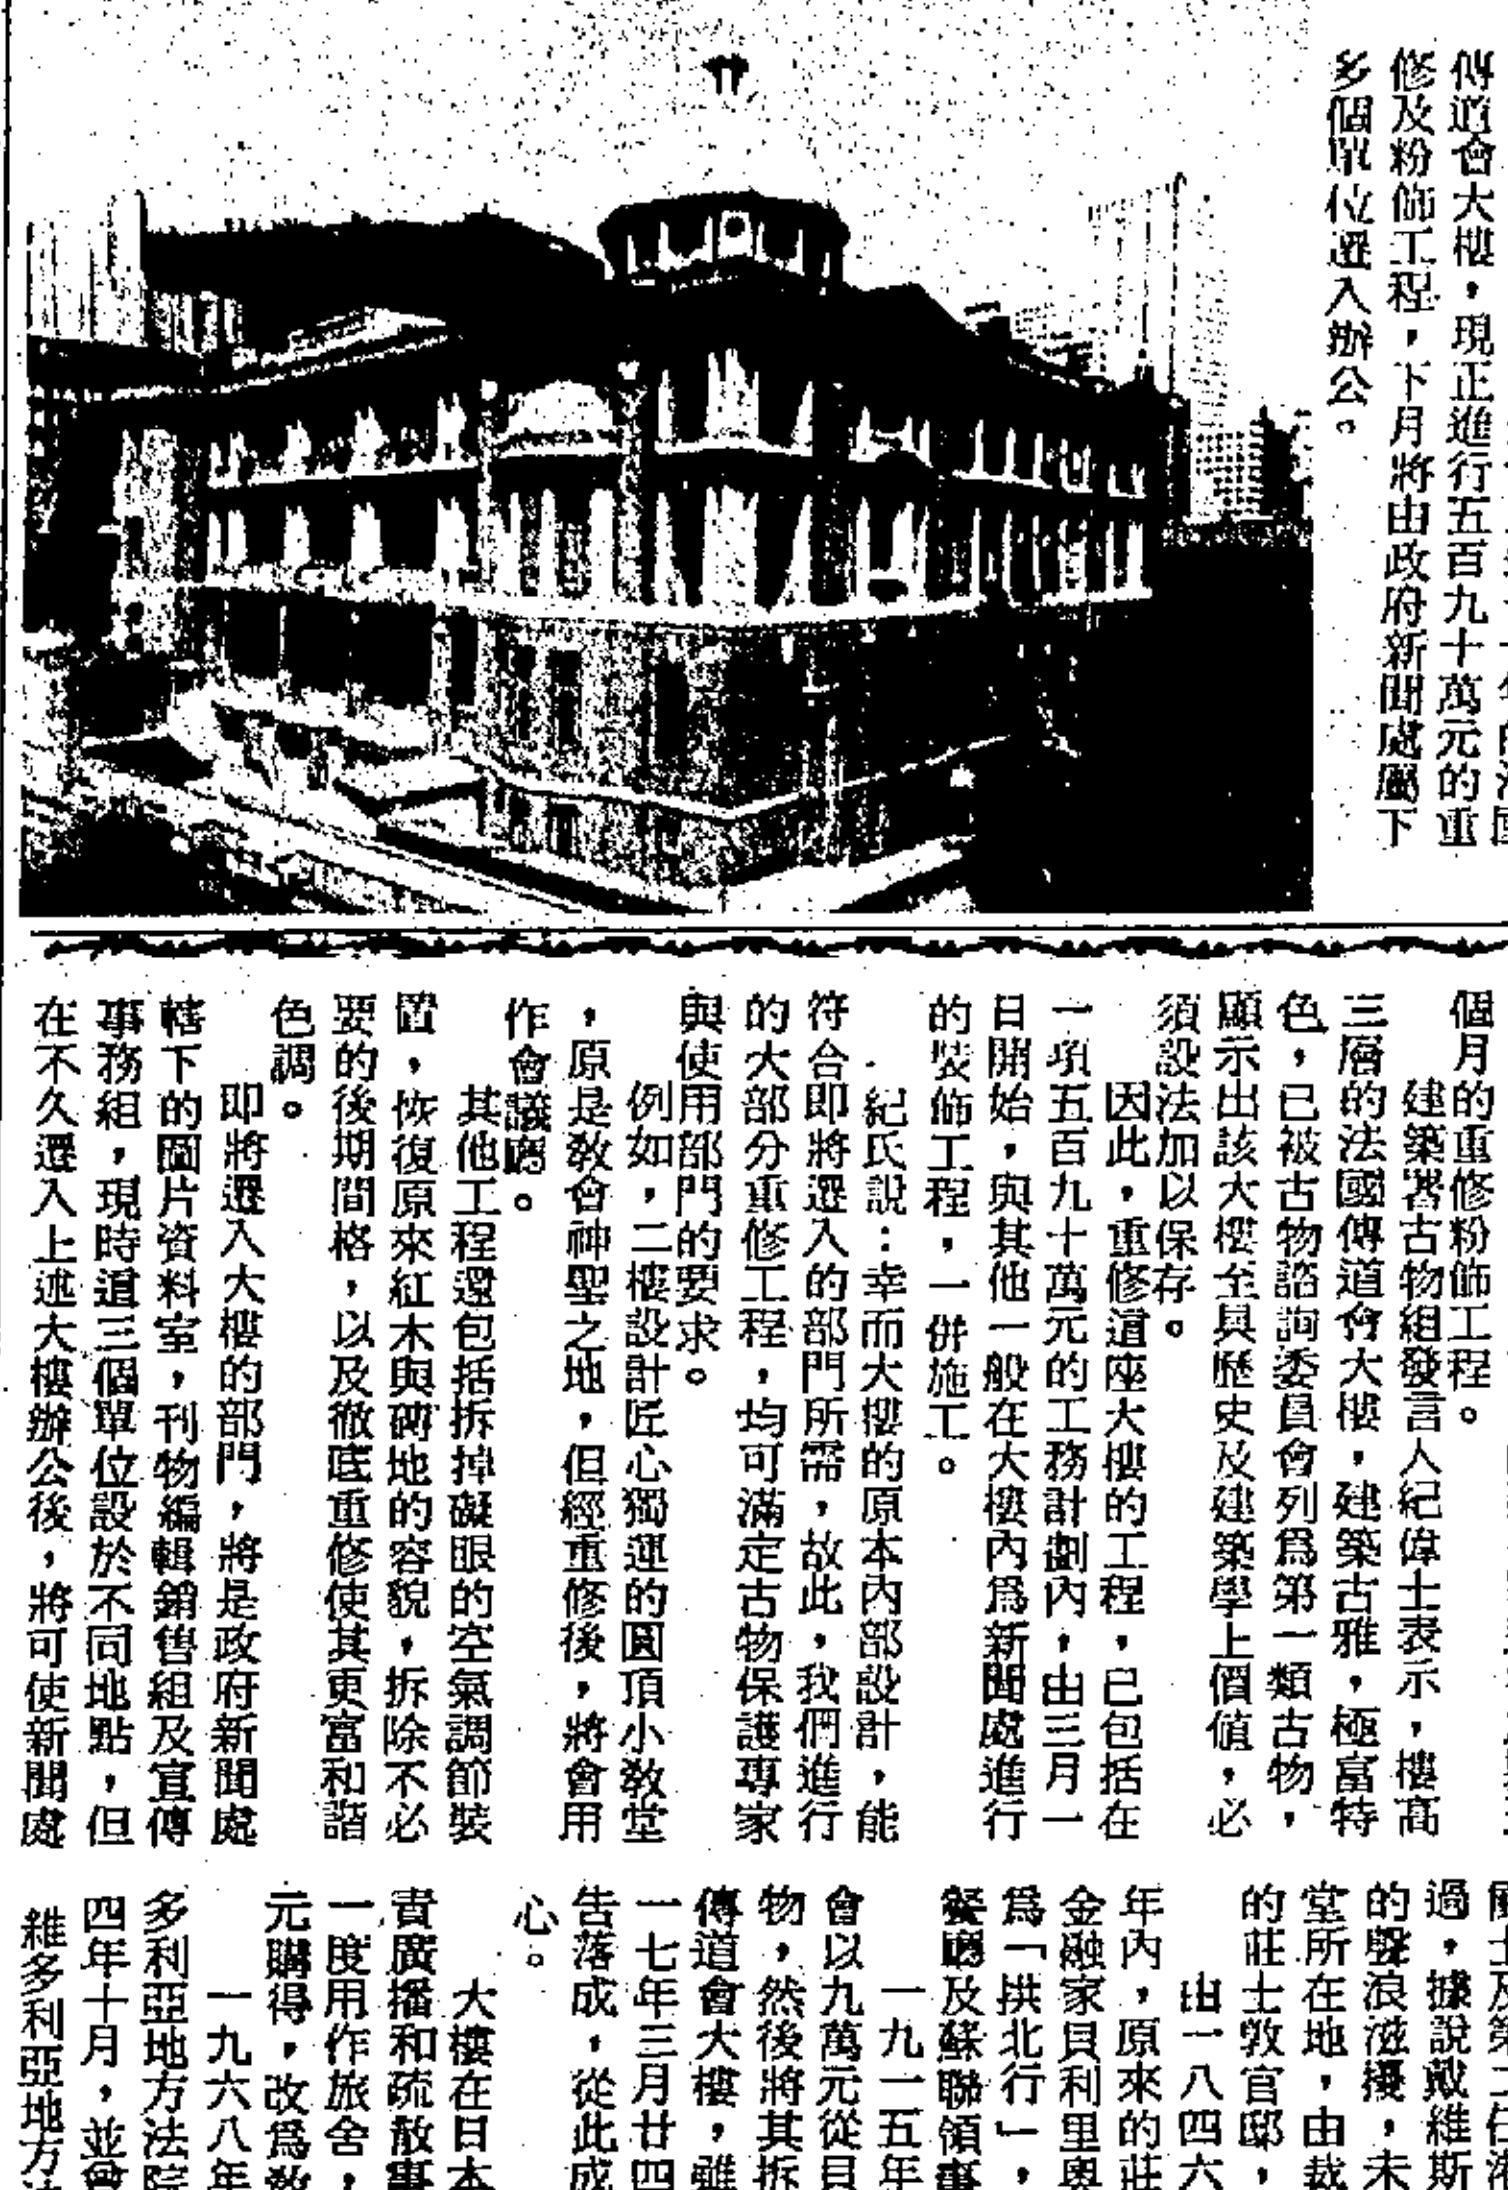 傳道會大樓，現正進行五百九十萬元的重
修及粉飾工程，下月將由政府新聞處屬下
多個單位遷入辦公。
個月的重修粉飾工程。
建築署古物組發言人紀偉士表示，樓高
三層的法國傳道會大樓，建築古雅，極富特
色，已被古物諮詢委員會列爲第一類古物，
顯示出該大樓至具歷史及建築學上價值，必
須設法加以保存。
因此，重修這座大樓的工程，已包括在
一項五百九十萬元的工務計劃內，由三月一
日開始，與其他一般在大樓內爲新聞處進行
的裝飾工程，一併施工。
紀氏說：幸而大樓的原本內部設計，能
符合即將遷入的部門所需，故此，我們進行
的大部分重修工程，均可滿定古物保護專家
與使用部門的要求。
例如，二樓設計匠心獨運的圓頂小教堂
，原是教會神聖之地，但經重修後，將會用
作會議廳。
其他工程還包括拆掉礙眼的空氣調節裝
置，恢復原來紅木與磚地的容貌，拆除不必
要的後期間格，以及徹底重修使其更富和諧
色調。
即將遷入大樓的部門，將是政府新聞處
轄下的圖片資料室，刊物編輯銷售組及宣傳
事務組，現時這三個單位設於不同地點，但
在不久遷入上述大樓辦公後，將可使新聞處
過，據說戴維斯
的聲浪滋擾，未
堂所在地，由裁
的莊士敦官邸，
由一八四六
年內，原來的莊
金融家貝利里奧
爲「拱北行」，
餐廳及蘇聯領事
一九一五年
會以九萬元從貝
物，然後將其拆
傳道會大樓，雖
一七年三月廿四
告落成，從此成
心。
大樓在日本
責廣播和疏散事
一度用作旅舍，
元購得，改爲教
一九六八年
多利亞地方法院
四年十月，並會
維多利亞地方法